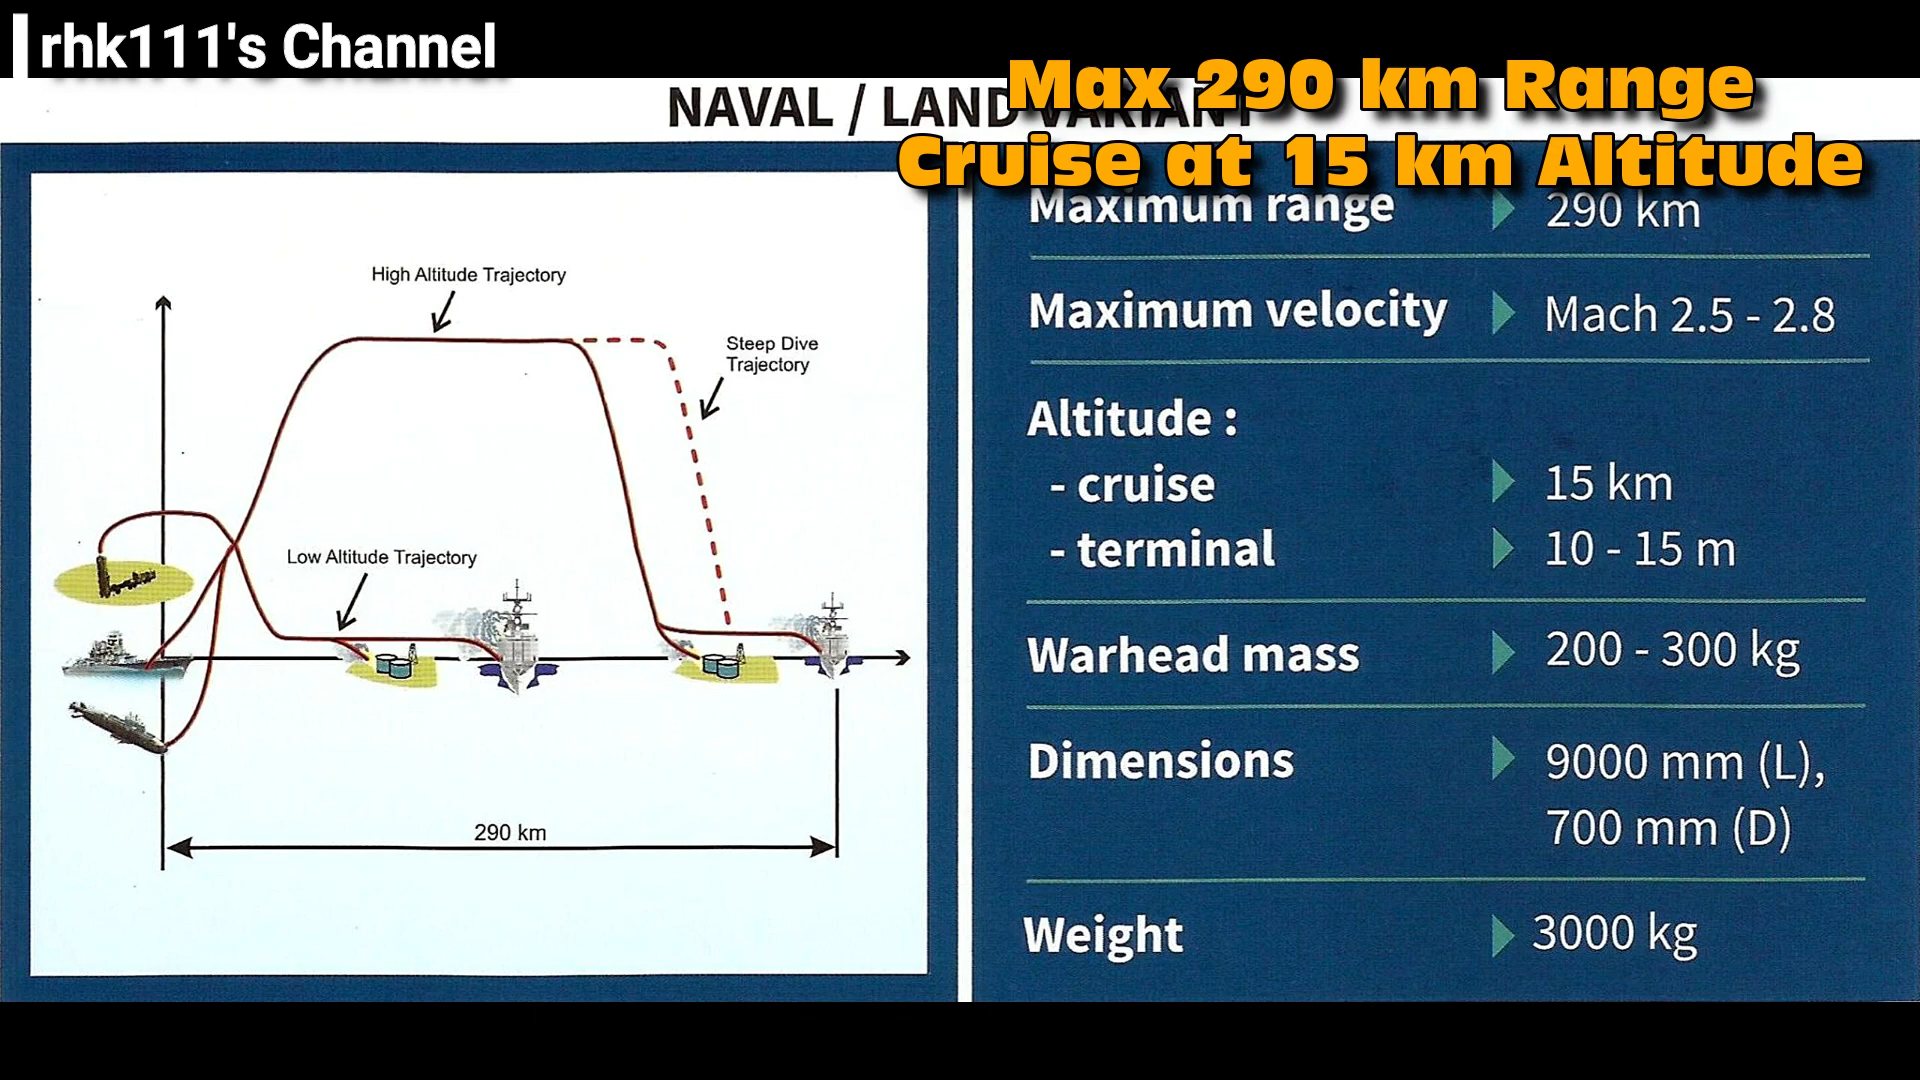 rhk111's Channel
Max 290 km Range
Cruise at 15 km Altitude
NAVAL / LAND VARIANT
High Altitude Trajectory
Steep Dive
Trajectory
Low Altitude Trajectory
290 km
Maximum range 290 km
Maximum velocity Mach 2.5 - 2.8
Altitude :
- cruise 15 km
- terminal 10 - 15 m
Warhead mass 200 - 300 kg
Dimensions 9000 mm (L),
700 mm (D)
Weight 3000 kg